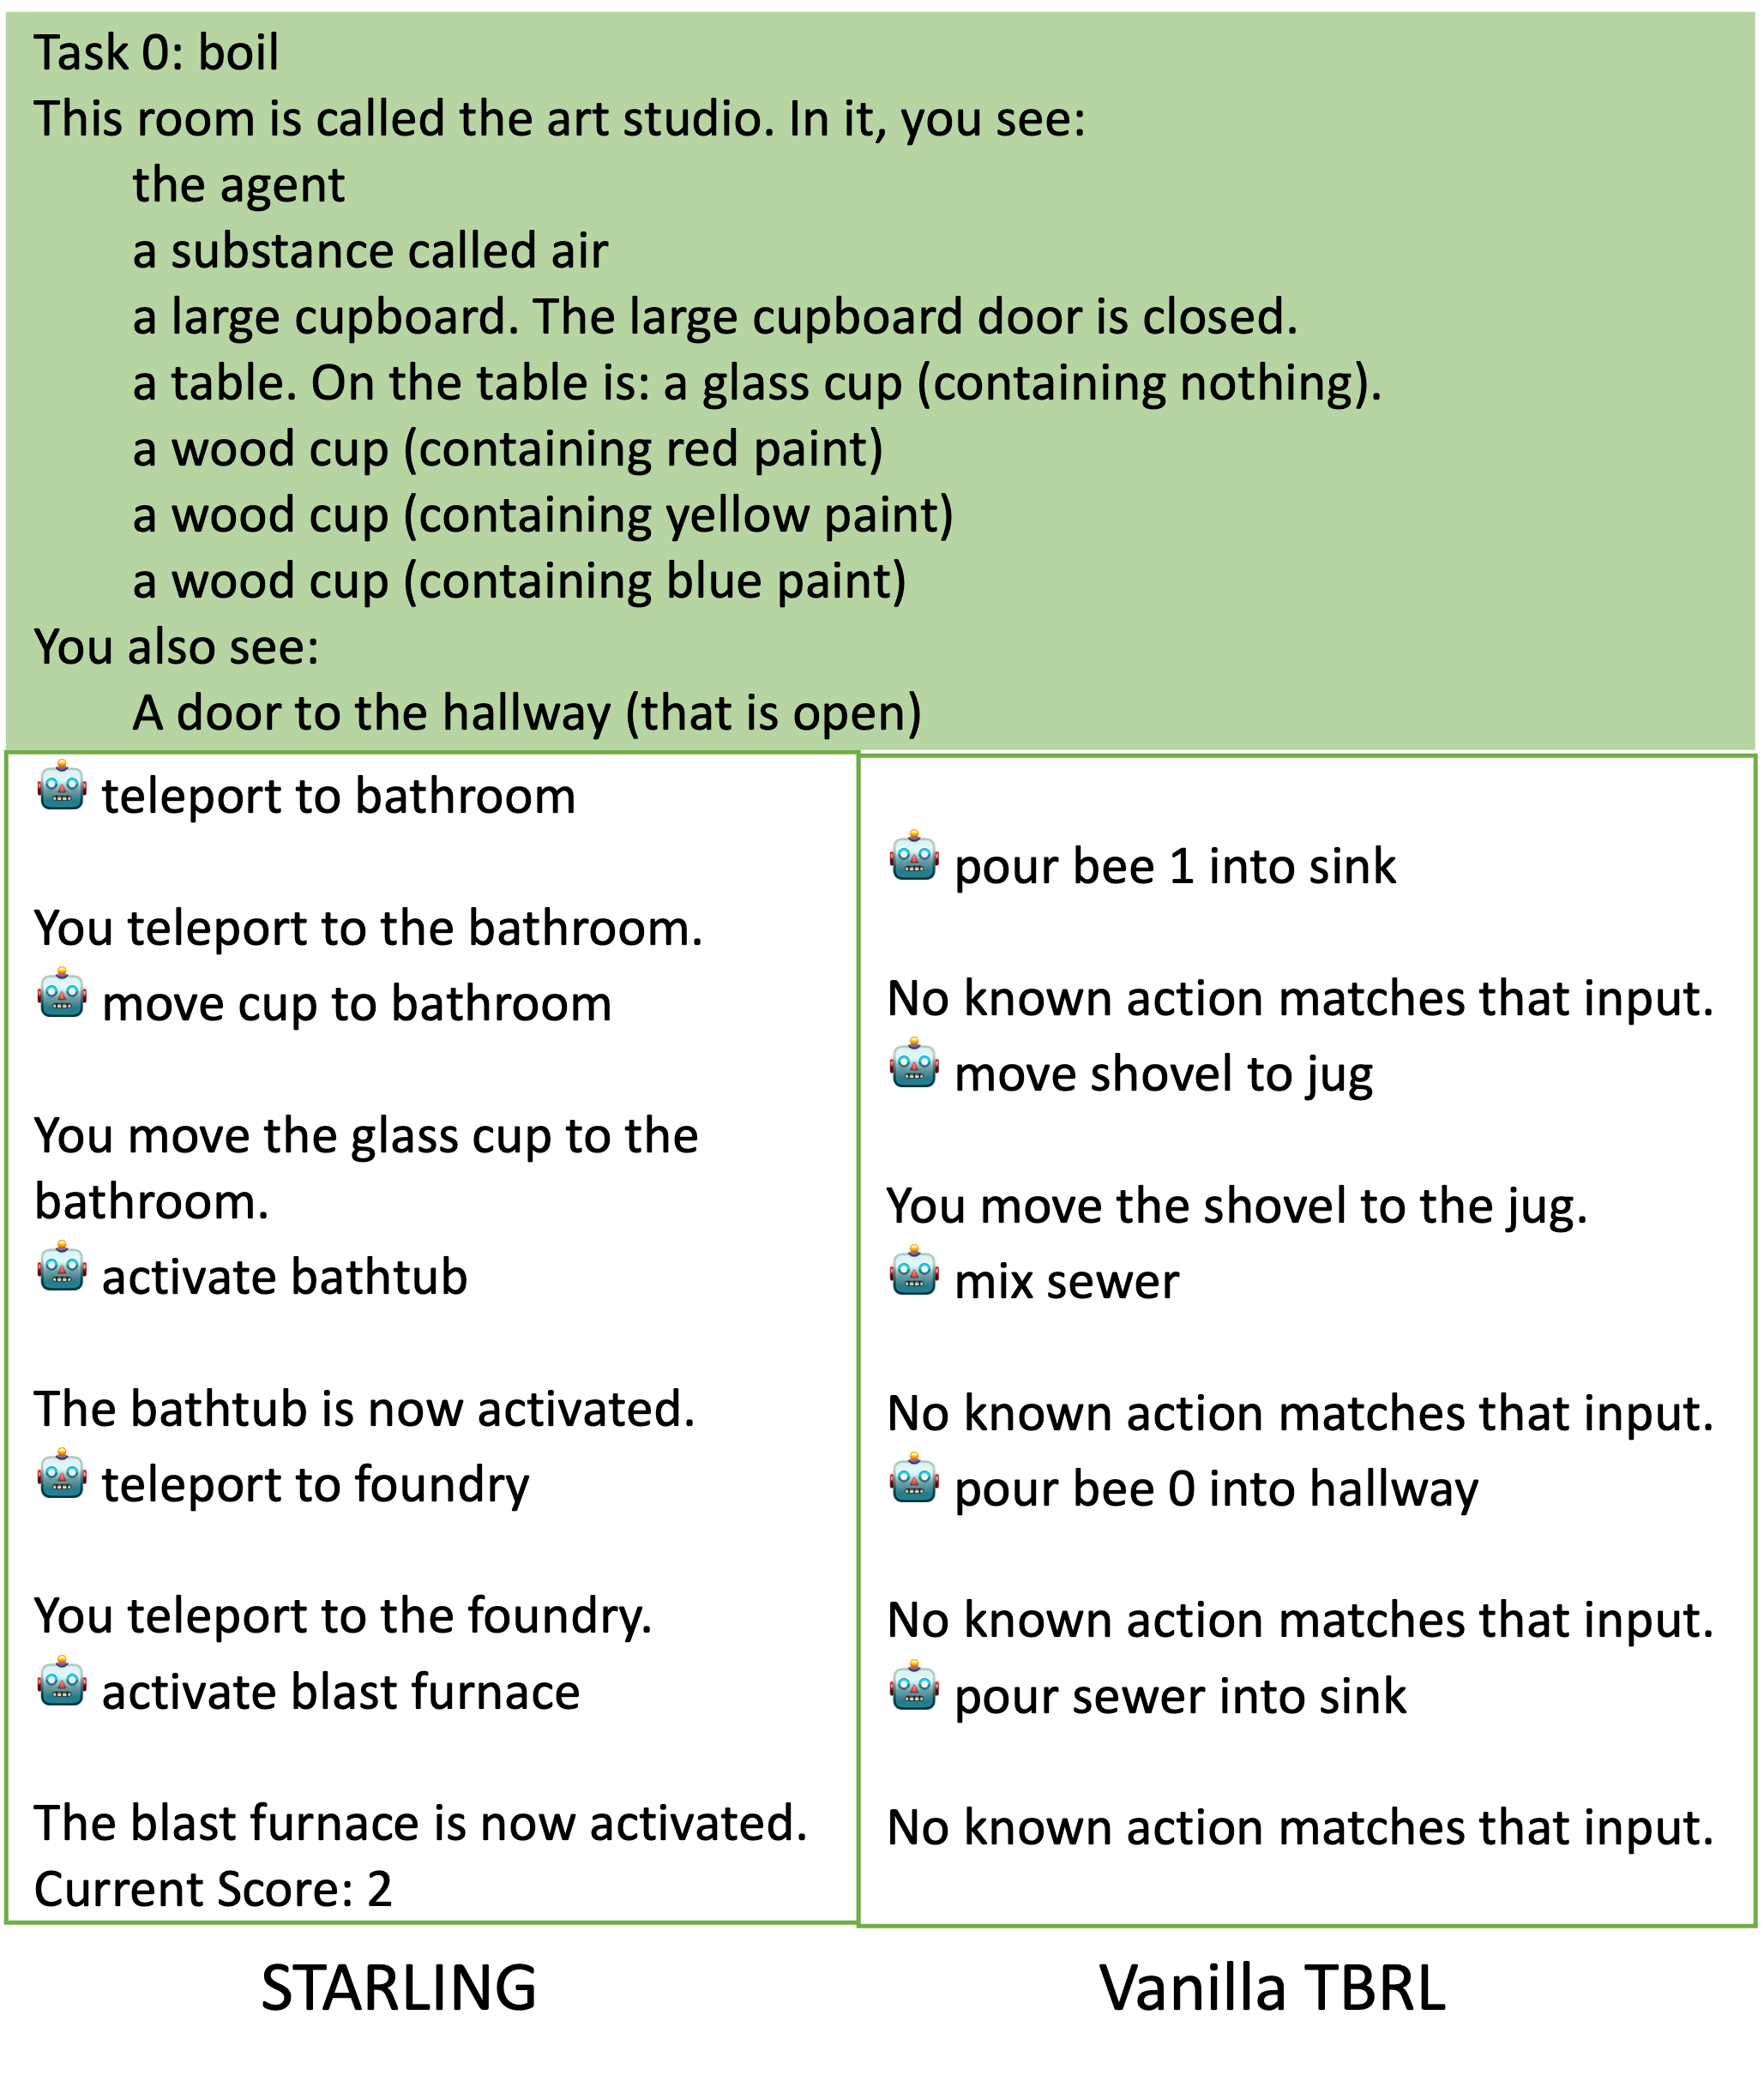 Task 0: boil
This room is called the art studio. In it, you see:
the agent
a substance called air
a large cupboard. The large cupboard door is closed.
a table. On the table is: a glass cup (containing nothing).
a wood cup (containing red paint)
a wood cup (containing yellow paint)
a wood cup (containing blue paint)
You also see:
A door to the hallway (that is open)
teleport to bathroom
You teleport to the bathroom.
move cup to bathroom
You move the glass cup to the
bathroom.
activate bathtub
The bathtub is now activated.
teleport to foundry
You teleport to the foundry.
activate blast furnace
The blast furnace is now activated.
Current Score: 2
STARLING
pour bee 1 into sink
No known action matches that input.
move shovel to jug
You move the shovel to the jug.
mix sewer
No known action matches that input.
pour bee 0 into hallway
No known action matches that input.
pour sewer into sink
No known action matches that input.
Vanilla TBRL